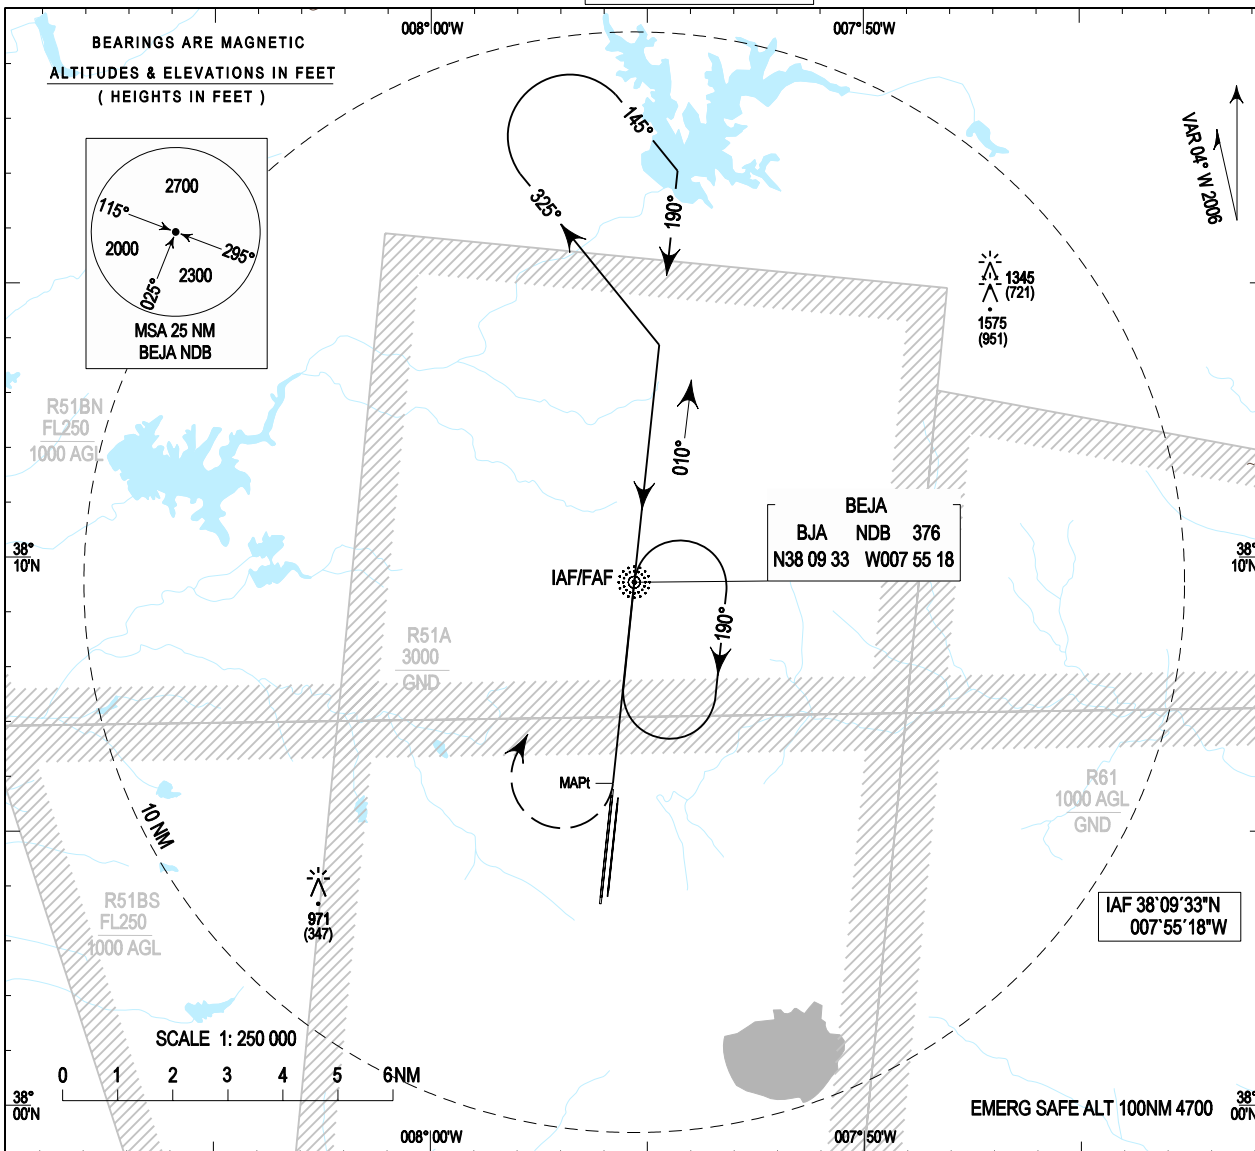 008° 00'W
007° 50'W
BEARINGS ARE MAGNETIC
ALTITUDES & ELEVATIONS IN FEET
( HEIGHTS IN FEET )
2700
115°
2000
295°
2300
025°
MSA 25 NM
BEJA NDB
145°
325°
190°
VAR 04° W 2006
1345
(721)
1575
(951)
R51BN
FL250
1000 AGL
010°
BEJA
BJA NDB 376
N38 09 33 W007 55 18
38°
10'N
38°
10'N
IAF/FAF
190°
R51A
3000
GND
MAPt
R61
1000 AGL
GND
10 NM
971
(347)
R51BS
FL250
1000 AGL
IAF 38°09'33"N
007°55'18"W
SCALE 1: 250 000
0 1 2 3 4 5 6NM
EMERG SAFE ALT 100NM 4700
38°
00'N
38°
00'N
008° 00'W
007° 50'W